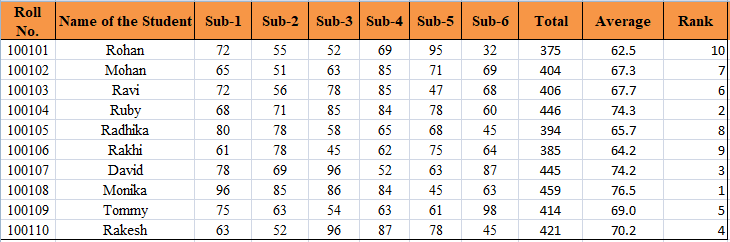 Roll No. Name of the Student Sub-1 Sub-2 Sub-3 Sub-4 Sub-5 Sub-6 Total Average Rank
100101 Rohan 72 55 52 69 95 32 375 62.5 10
100102 Mohan 65 51 63 85 71 69 404 67.3 7
100103 Ravi 72 56 78 85 47 68 406 67.7 6
100104 Ruby 68 71 85 84 78 60 446 74.3 2
100105 Radhika 80 78 58 65 68 45 394 65.7 8
100106 Rakhi 61 78 45 62 75 64 385 64.2 9
100107 David 78 69 96 52 63 87 445 74.2 3
100108 Monika 96 85 86 84 45 63 459 76.5 1
100109 Tommy 75 63 54 63 61 98 414 69.0 5
100110 Rakesh 63 52 96 87 78 45 421 70.2 4